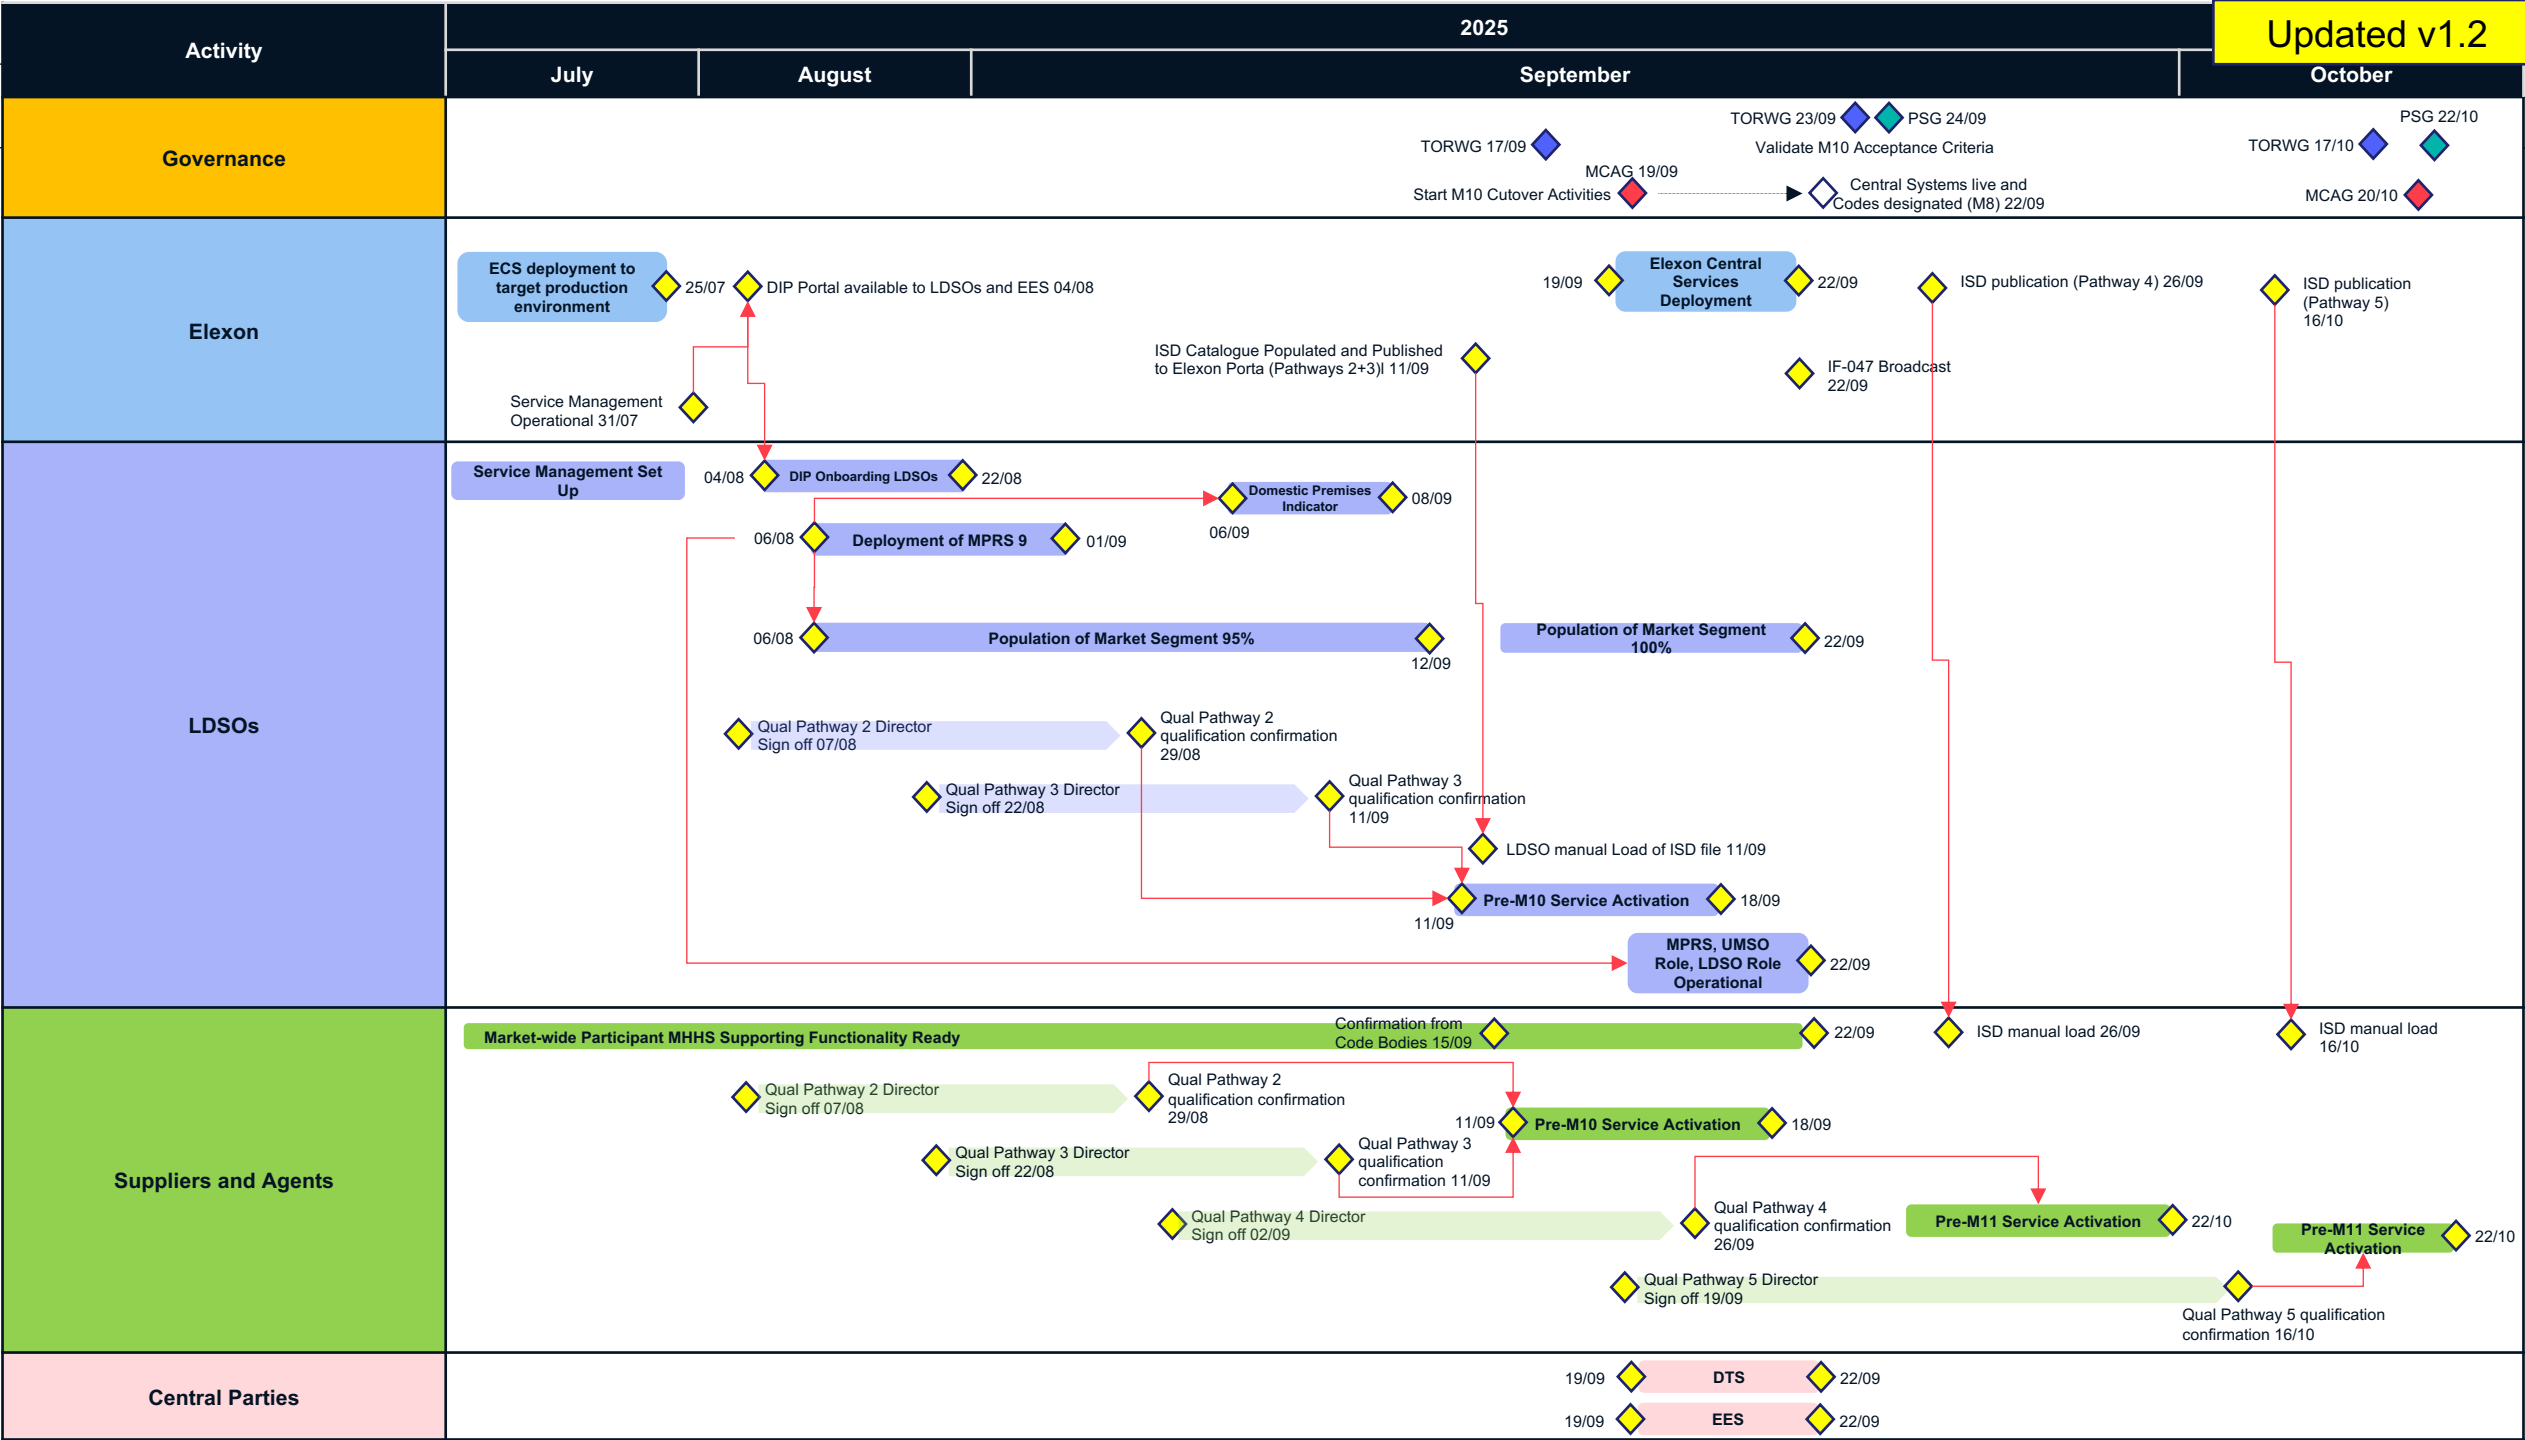 Activity
2025
Updated v1.2
July
August
September
October
Governance
TORWG 17/09
TORWG 23/09
PSG 24/09
Validate M10 Acceptance Criteria
MCAG 19/09
Start M10 Cutover Activities
Central Systems live and
Codes designated (M8) 22/09
PSG 22/10
TORWG 17/10
MCAG 20/10
Elexon
ECS deployment to
target production
environment
25/07
DIP Portal available to LDSOs and EES 04/08
Service Management
Operational 31/07
ISD Catalogue Populated and Published
to Elexon Porta (Pathways 2+3)l 11/09
19/09
Elexon Central
Services
Deployment
22/09
IF-047 Broadcast
22/09
ISD publication (Pathway 4) 26/09
ISD publication
(Pathway 5)
16/10
LDSOs
Service Management Set
Up
04/08
DIP Onboarding LDSOs
22/08
Domestic Premises
Indicator
08/09
06/09
06/08
Deployment of MPRS 9
01/09
06/08
Population of Market Segment 95%
12/09
Population of Market Segment
100%
22/09
Qual Pathway 2 Director
Sign off 07/08
Qual Pathway 2
qualification confirmation
29/08
Qual Pathway 3 Director
Sign off 22/08
Qual Pathway 3
qualification confirmation
11/09
LDSO manual Load of ISD file 11/09
11/09
Pre-M10 Service Activation
18/09
MPRS, UMSO
Role, LDSO Role
Operational
22/09
Suppliers and Agents
Market-wide Participant MHHS Supporting Functionality Ready
Confirmation from
Code Bodies 15/09
22/09
ISD manual load 26/09
ISD manual load
16/10
Qual Pathway 2 Director
Sign off 07/08
Qual Pathway 2
qualification confirmation
29/08
11/09
Pre-M10 Service Activation
18/09
Qual Pathway 3 Director
Sign off 22/08
Qual Pathway 3
qualification
confirmation 11/09
Qual Pathway 4 Director
Sign off 02/09
Qual Pathway 4
qualification confirmation
26/09
Pre-M11 Service Activation
22/10
Pre-M11 Service
Activation
22/10
Qual Pathway 5 Director
Sign off 19/09
Qual Pathway 5 qualification
confirmation 16/10
Central Parties
19/09
DTS
22/09
19/09
EES
22/09